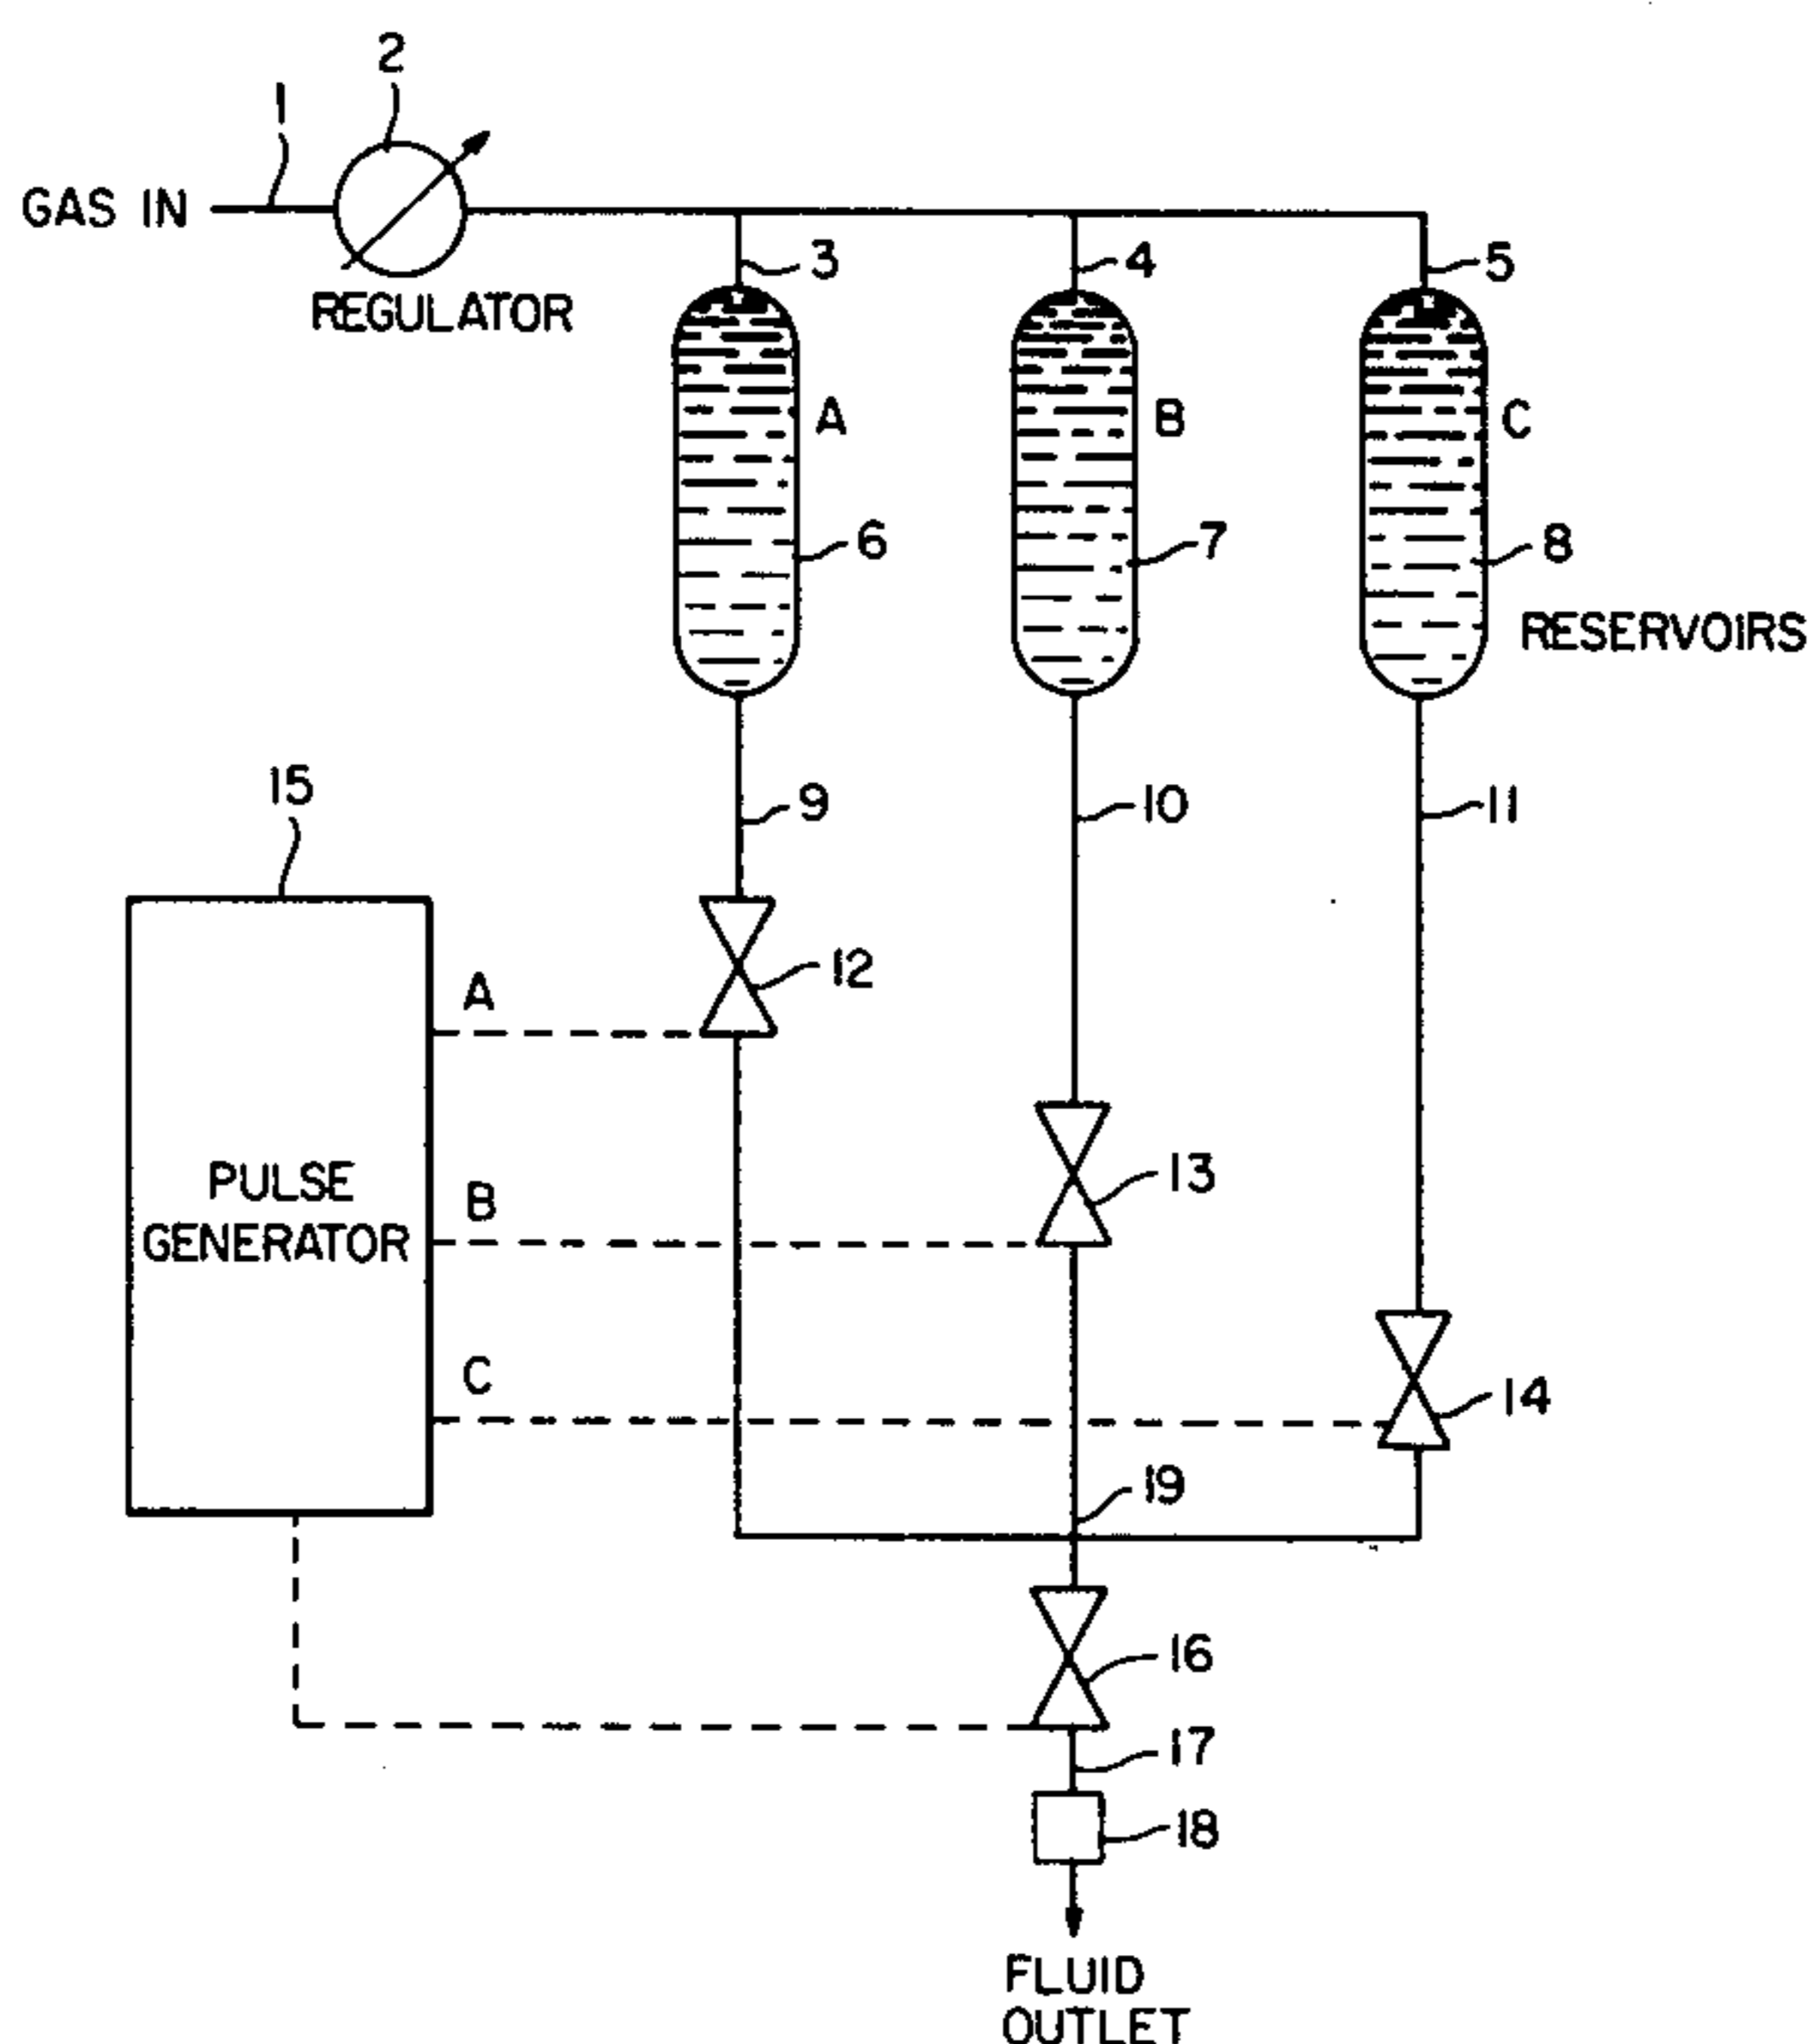 2
1
GAS IN
REGULATOR
3
4
5
A
B
C
6
7
8
RESERVOIRS
15
9
10
11
12
A
PULSE
GENERATOR
B
13
C
14
19
16
17
18
FLUID
OUTLET